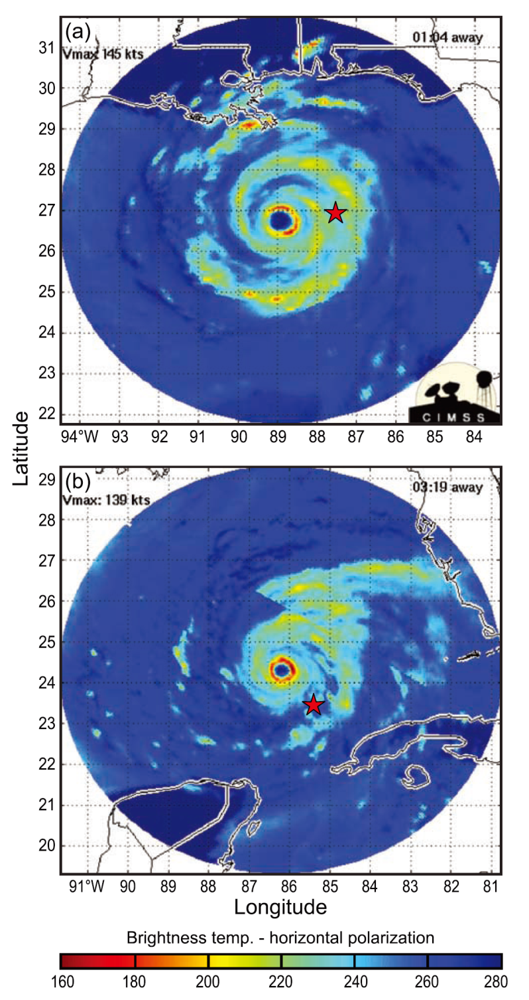 (a)
01:04 away
Vmax: 145 kts
31
30
29
28
27
26
25
24
23
22
CIMSS
94°W 93 92 91 90 89 88 87 86 85 84
Latitude
(b)
29
03:19 away
Vmax: 139 kts
28
27
26
25
24
23
22
21
20
91°W 90 89 88 87 86 85 84 83 82 81
Longitude
Brightness temp. - horizontal polarization
160 180 200 220 240 260 280